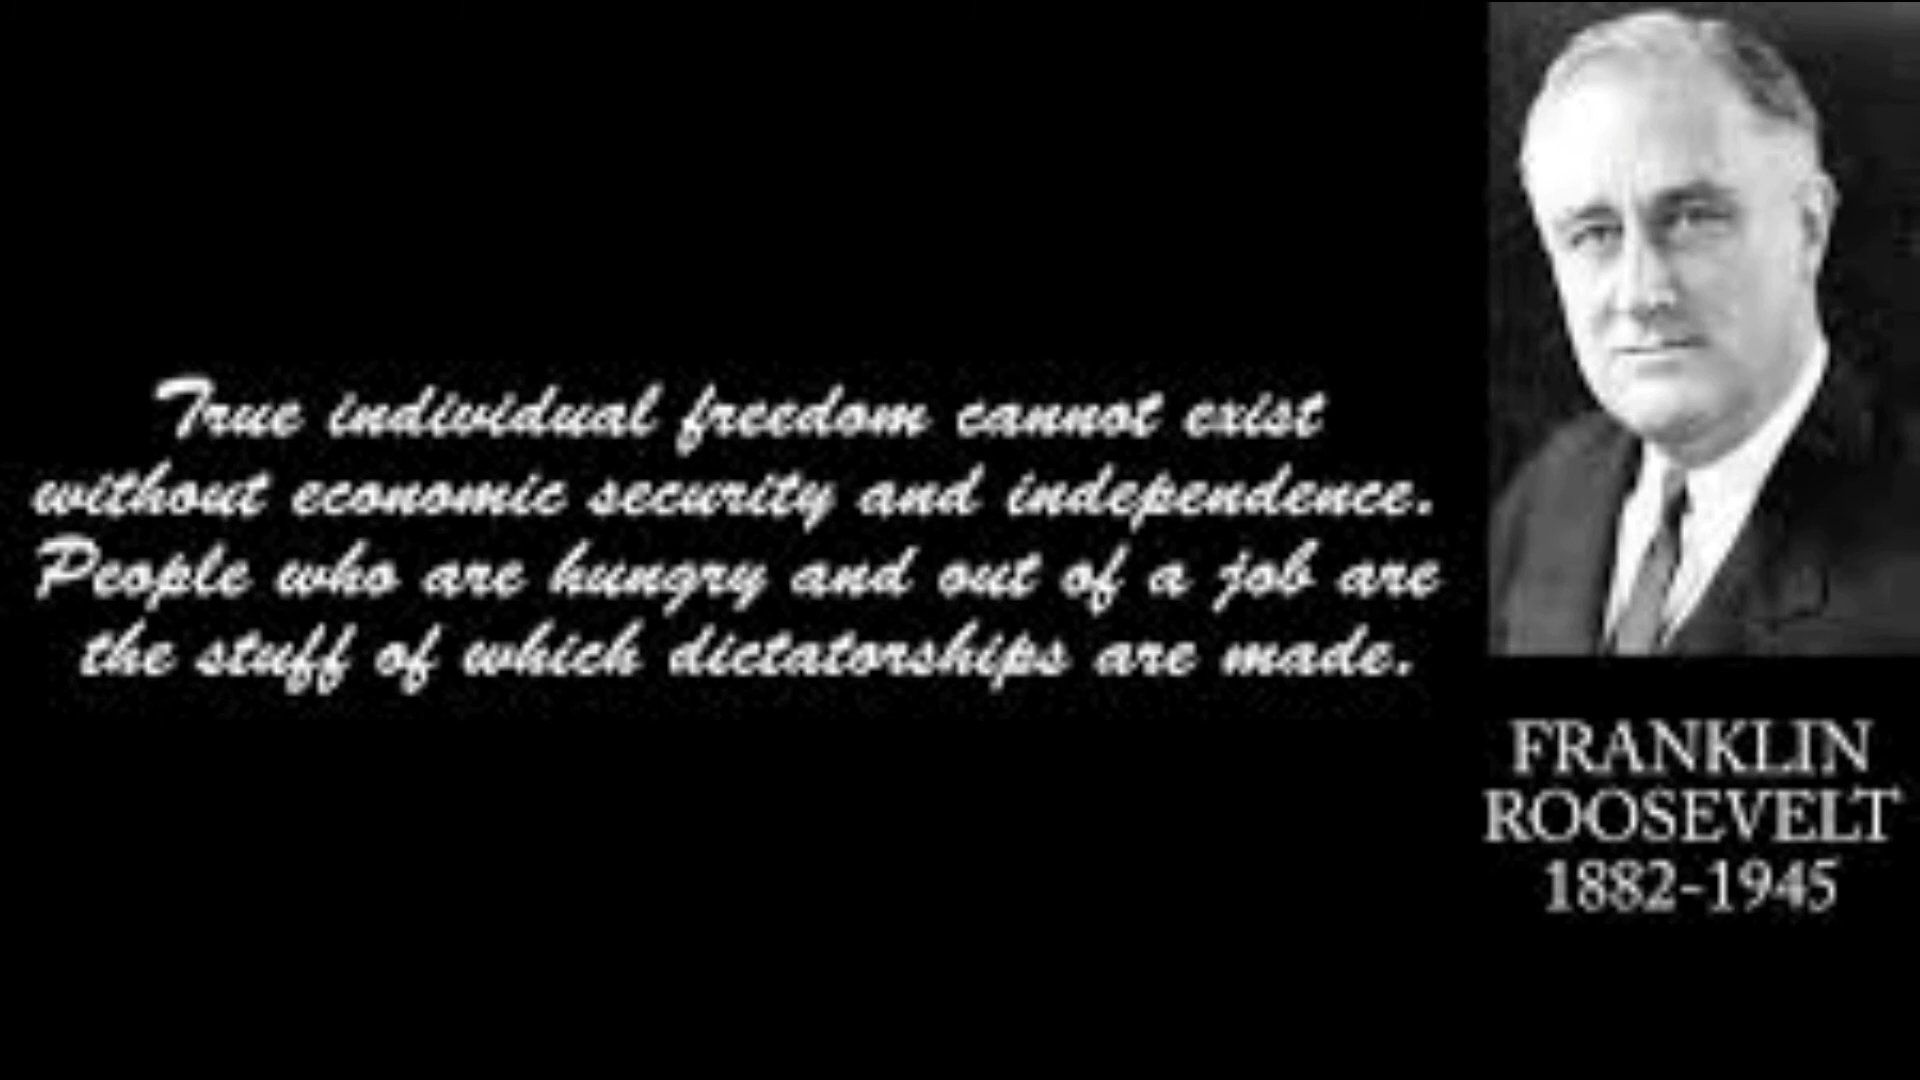 True individual freedom cannot exist
without economic security and independence.
People who are hungry and out of a job are
the stuff of which dictatorships are made.
FRANKLIN
ROOSEVELT
1882-1945